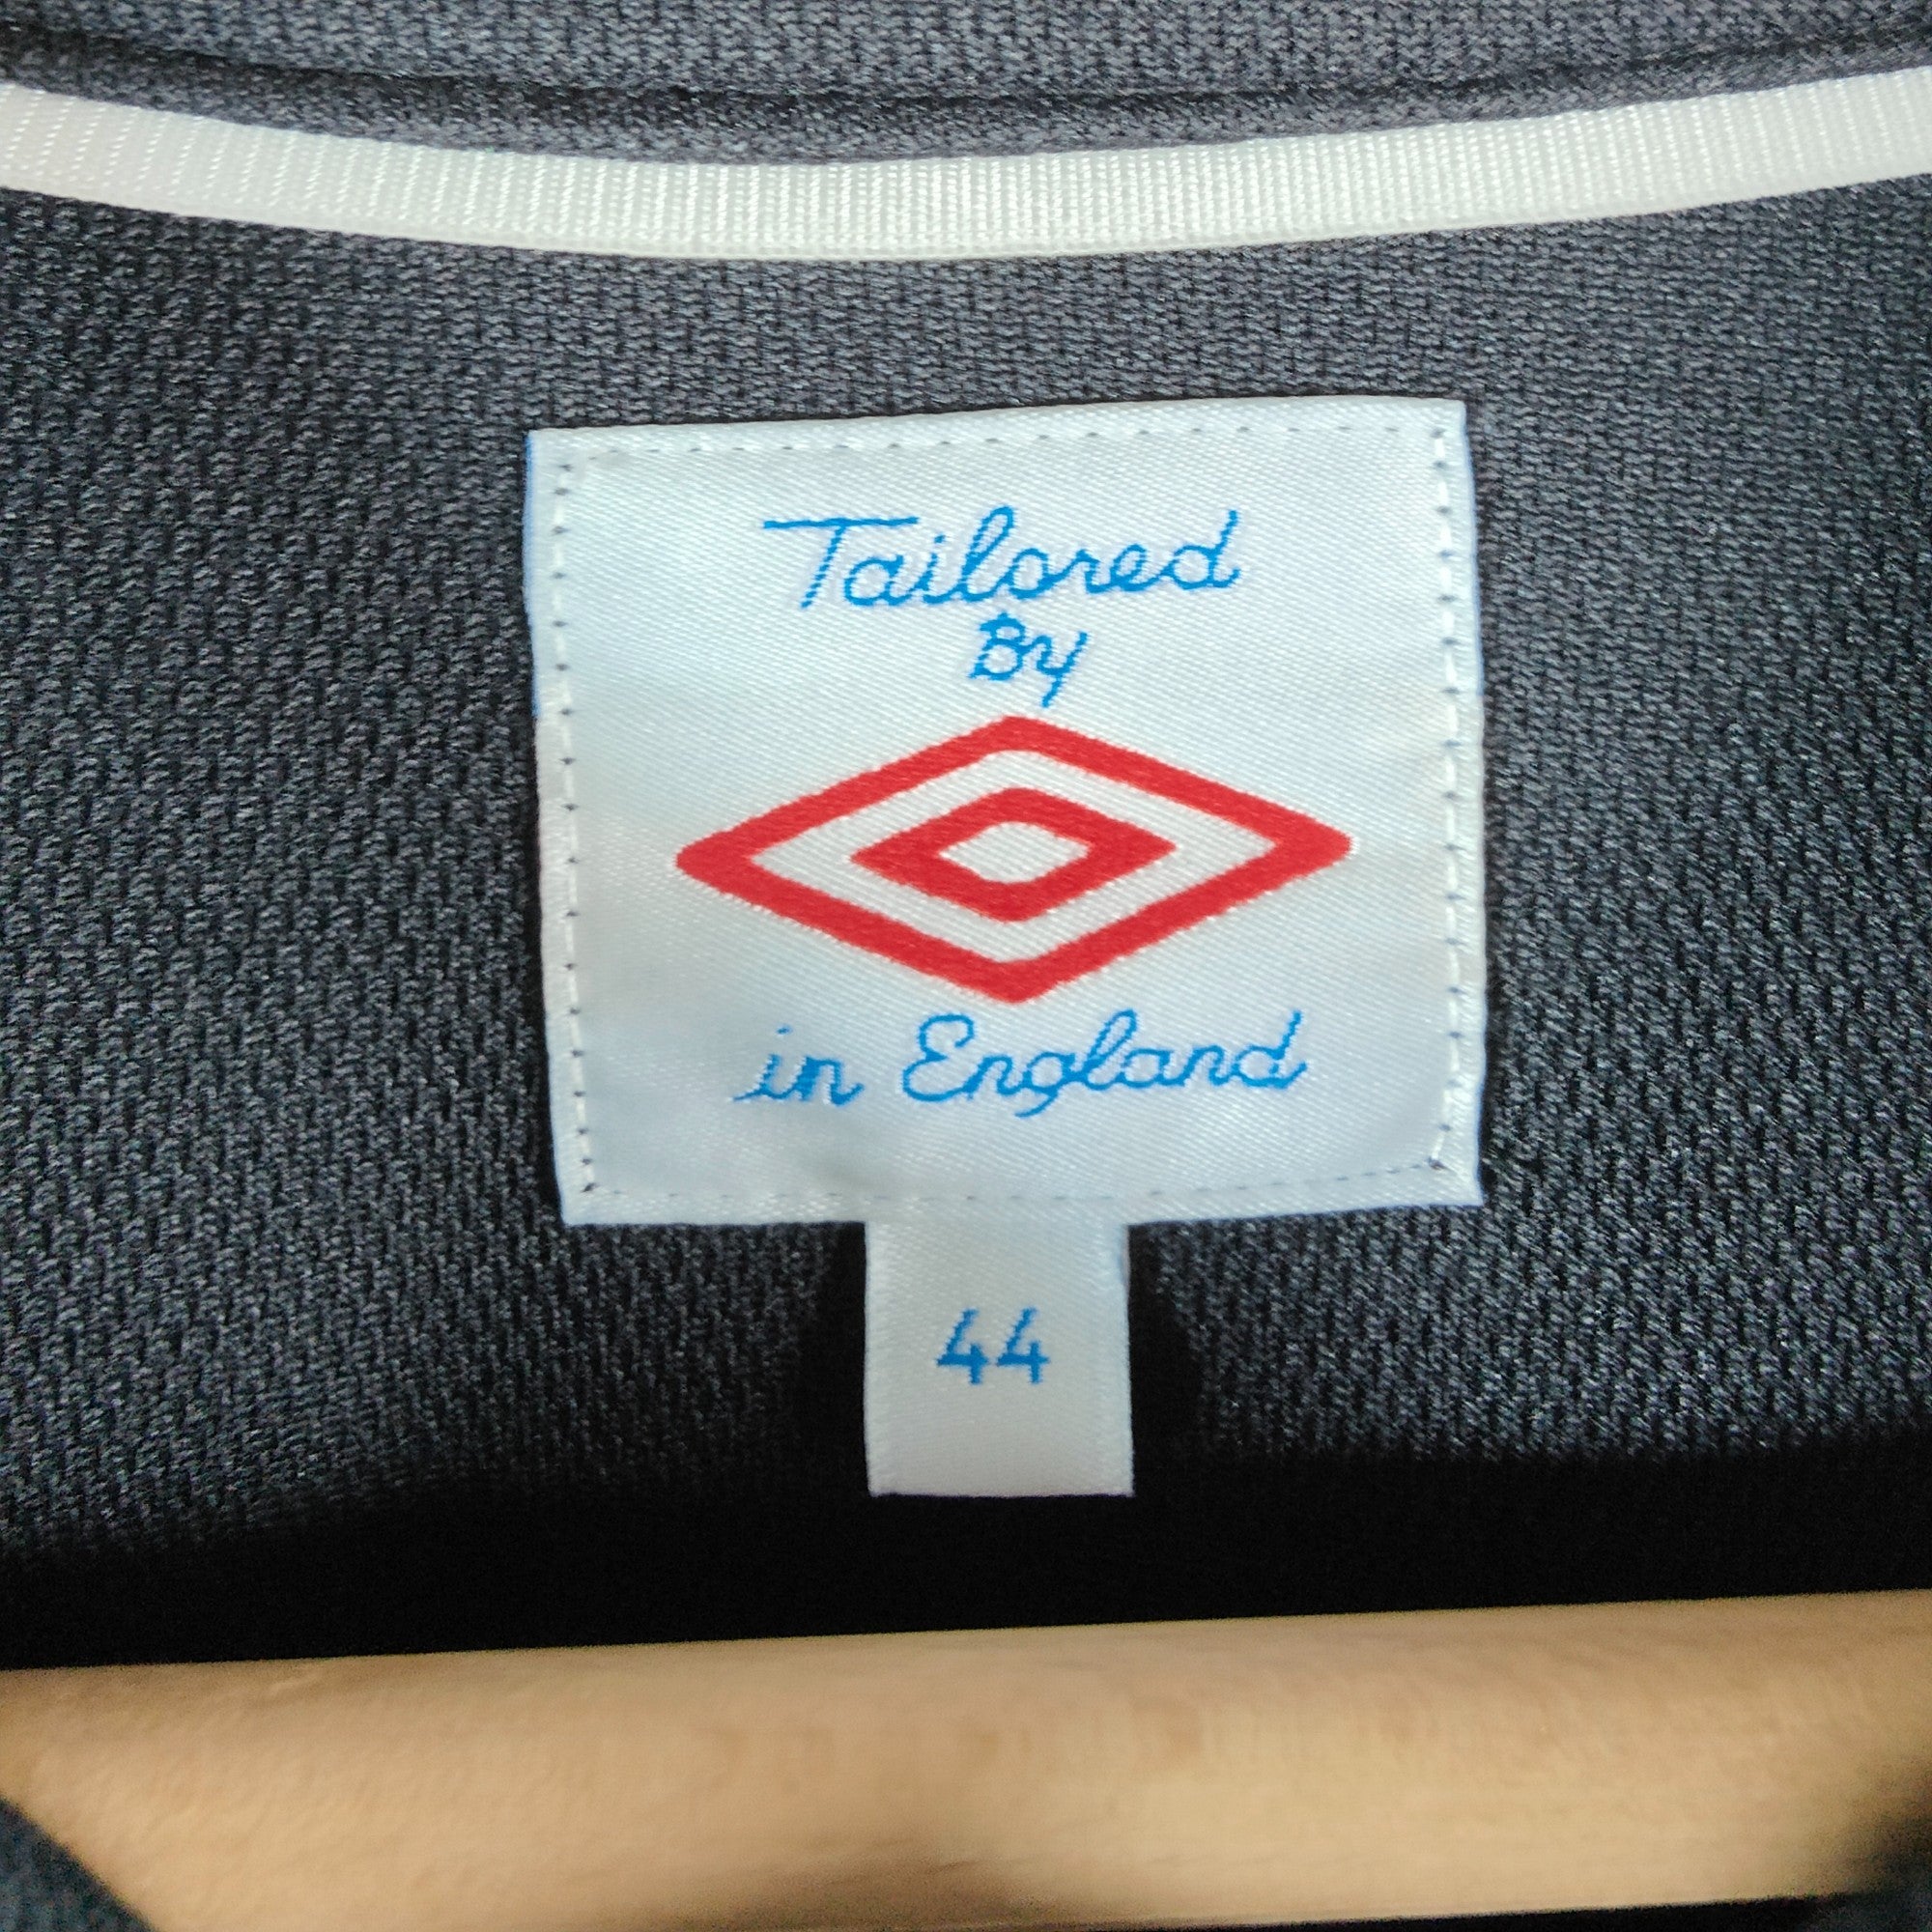 Tailored
By
in England
44